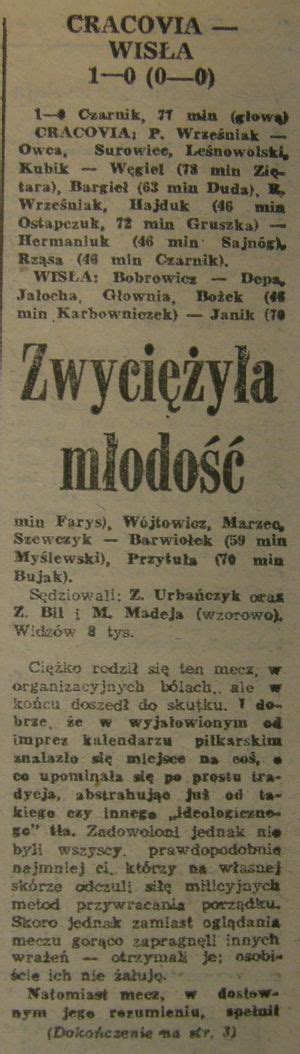 CRACOVIA —
WISŁA
1—0 (0—0)
1—0 Czarnik, 77 min (głową)
CRACOVIA: P. Wrześniak —
Owca, Surowiec, Leśnowolski,
Kubik — Węgiel (78 min Zię-
tara), Bargieł (63 min Duda), R.
Wrześniak, Hajduk (46 min
Ostapczuk, 72 min Gruszka) —
Hermaniuk (46 min Sajnóg),
Rząsa (46 min Czarnik).
WISŁA: Bobrowicz — Depa,
Jałocha, Głownia, Bożek (46
min Karbowniczek) — Janik (70
Zwyciężyła
młodość
min Farys), Wójtowicz, Marzec,
Szewczyk — Barwiołek (59 min
Myślewski), Przytuła (70 min
Bujak).
Sędziowali: Z. Urbańczyk oraz
Z. Bil i M. Madeja (wzorowo).
Widzów 8 tys.
Ciężko rodził się ten mecz, w
organizacyjnych bólach, ale w
końcu doszedł do skutku. I do-
brze, że w wyjałowionym od
imprez kalendarzu piłkarskim
znalazło się miejsce na coś, o
co upominała się po prostu tra-
dycja, abstrahując już od ta-
kiego czy innego „ideologiczne-
go" tła. Zadowoleni jednak nie
byli wszyscy, prawdopodobnie
najmniej ci, którzy na własnej
skórze odczuli siłę milicyjnych
metod przywracania porządku.
Skoro jednak zamiast oglądania
meczu gorąco zapragnęli innych
wrażeń — otrzymali je; osobi-
ście ich nie żałuję.
Natomiast mecz, w dosłow-
nym jego rozumieniu, spełnił
(Dokończenie na str. 3)